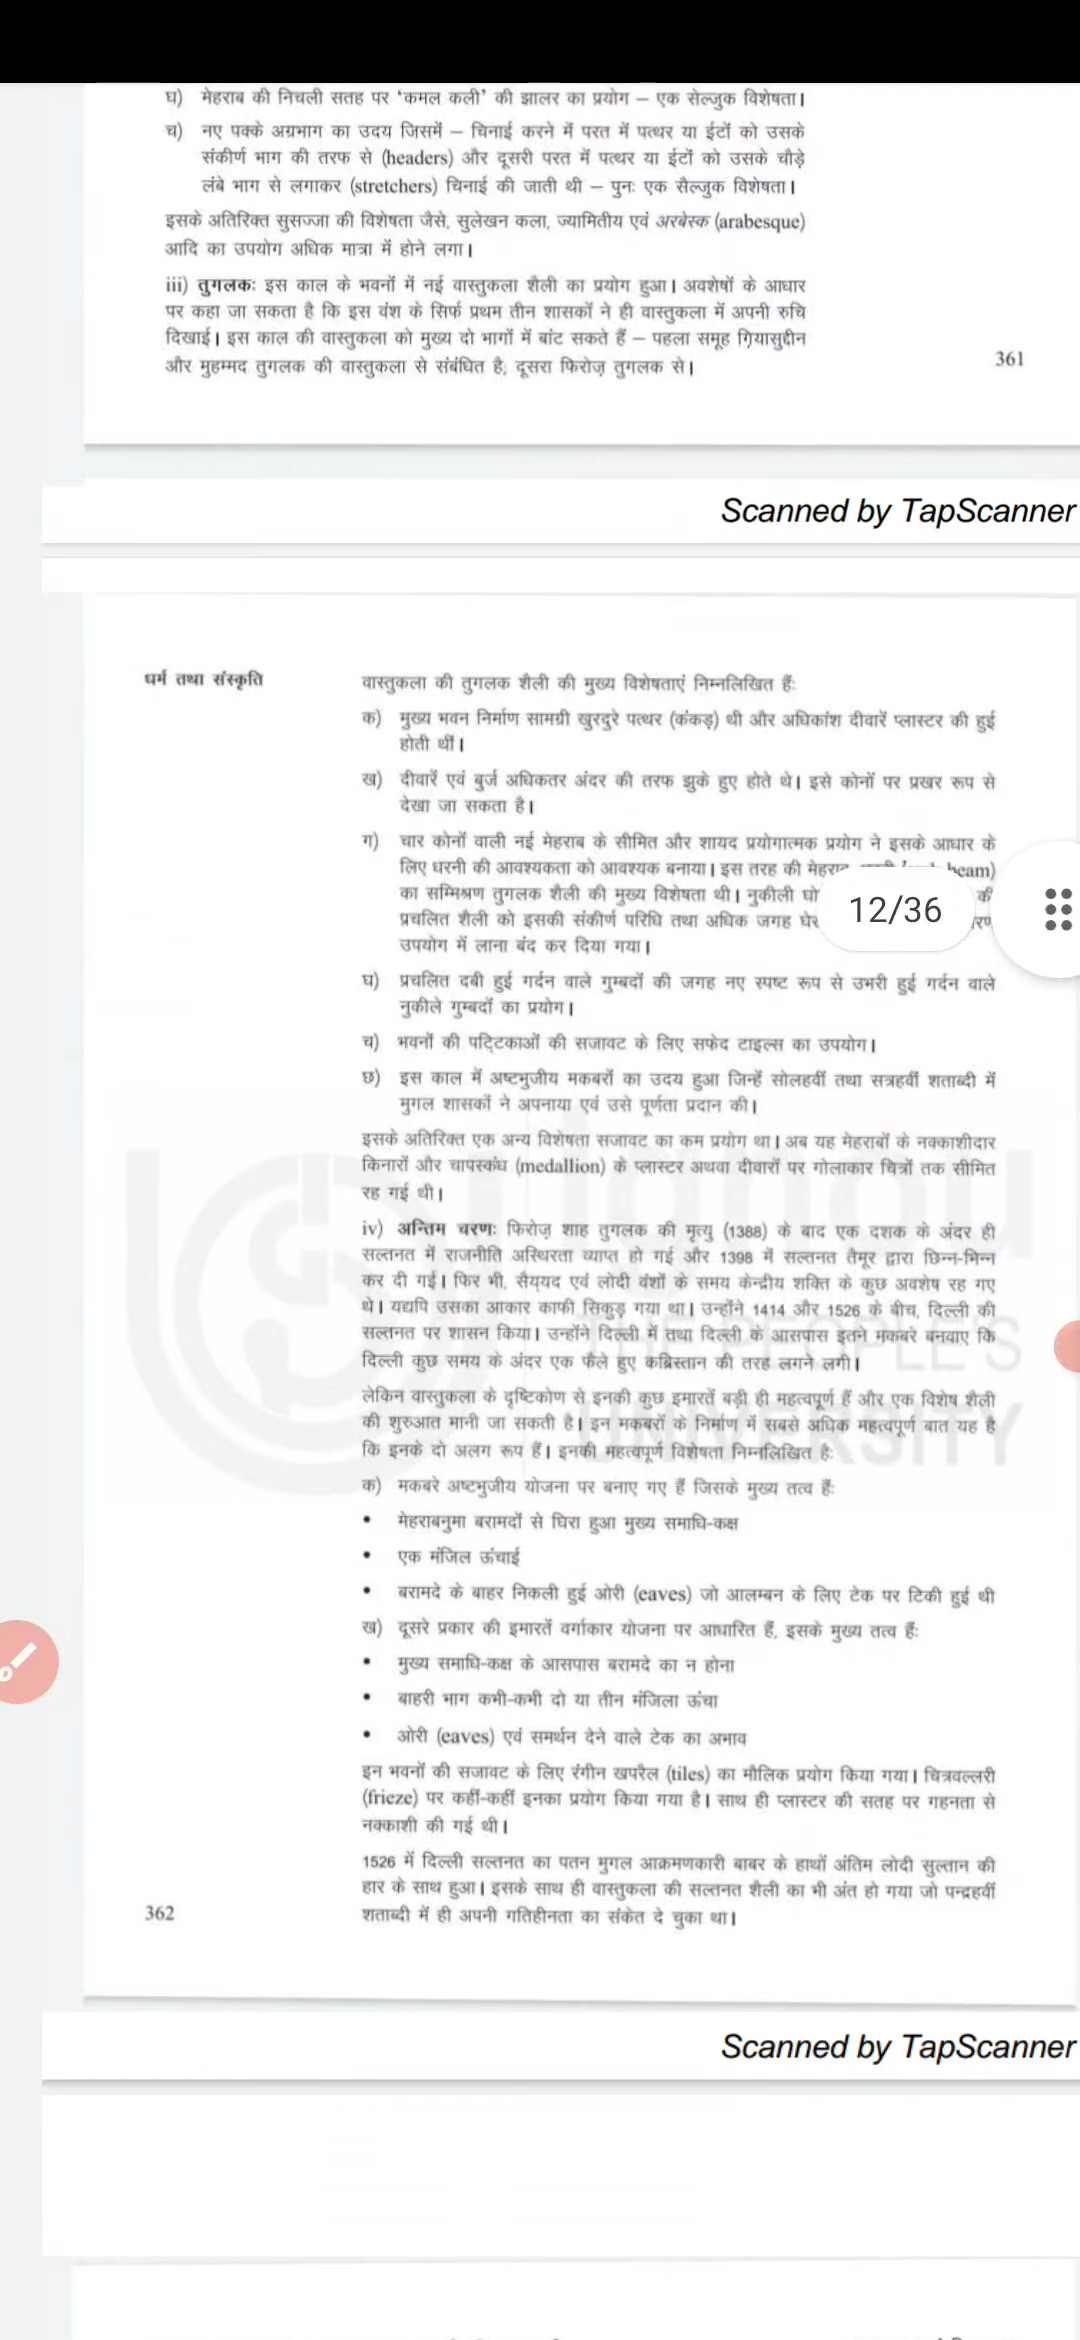 घ) मेहराब की निचली सतह पर ‘कमल कली’ की झालर का प्रयोग – एक सेल्जुक विशेषता।
च) नए पक्के अग्रभाग का उदय जिसमें – चिनाई करने में परत में पत्थर या ईटों को उसके
संकीर्ण भाग की तरफ से (headers) और दूसरी परत में पत्थर या ईटों को उसके चौड़े
लंबे भाग से लगाकर (stretchers) चिनाई की जाती थी – पुनः एक सैल्जुक विशेषता।
इसके अतिरिक्त सुसज्जा की विशेषता जैसे, सुलेखन कला, ज्यामितीय एवं अरबेस्क (arabesque)
आदि का उपयोग अधिक मात्रा में होने लगा।
iii) तुगलकः इस काल के भवनों में नई वास्तुकला शैली का प्रयोग हुआ। अवशेषों के आधार
पर कहा जा सकता है कि इस वंश के सिर्फ प्रथम तीन शासकों ने ही वास्तुकला में अपनी रुचि
दिखाई। इस काल की वास्तुकला को मुख्य दो भागों में बांट सकते हैं – पहला समूह ग़ियासुद्दीन
और मुहम्मद तुगलक की वास्तुकला से संबंधित है; दूसरा फिरोज़ तुगलक से।
361
Scanned by TapScanner
धर्म तथा संस्कृति
वास्तुकला की तुगलक शैली की मुख्य विशेषताएं निम्नलिखित हैंः
क) मुख्य भवन निर्माण सामग्री खुरदुरे पत्थर (कंकड़) थी और अधिकांश दीवारें प्लास्टर की हुई
होती थीं।
ख) दीवारें एवं बुर्ज अधिकतर अंदर की तरफ झुके हुए होते थे। इसे कोनों पर प्रखर रूप से
देखा जा सकता है।
ग) चार कोनों वाली नई मेहराब के सीमित और शायद प्रयोगात्मक प्रयोग ने इसके आधार के
लिए धरनी की आवश्यकता को आवश्यक बनाया। इस तरह की मेहराब beam)
का सम्मिश्रण तुगलक शैली की मुख्य विशेषता थी। नुकीली घो की
प्रचलित शैली को इसकी संकीर्ण परिधि तथा अधिक जगह घेर रण
उपयोग में लाना बंद कर दिया गया।
12/36
घ) प्रचलित दबी हुई गर्दन वाले गुम्बदों की जगह नए स्पष्ट रूप से उभरी हुई गर्दन वाले
नुकीले गुम्बदों का प्रयोग।
च) भवनों की पट्टिकाओं की सजावट के लिए सफेद टाइल्स का उपयोग।
छ) इस काल में अष्टभुजीय मकबरों का उदय हुआ जिन्हें सोलहवीं तथा सत्रहवीं शताब्दी में
मुगल शासकों ने अपनाया एवं उसे पूर्णता प्रदान की।
इसके अतिरिक्त एक अन्य विशेषता सजावट का कम प्रयोग था। अब यह मेहराबों के नक्काशीदार
किनारों और चापस्कंध (medallion) के प्लास्टर अथवा दीवारों पर गोलाकार चित्रों तक सीमित
रह गई थी।
iv) अन्तिम चरणः फिरोज़ शाह तुगलक की मृत्यु (1388) के बाद एक दशक के अंदर ही
सल्तनत में राजनीति अस्थिरता व्याप्त हो गई और 1398 में सल्तनत तैमूर द्वारा छिन्न-भिन्न
कर दी गई। फिर भी, सैय्यद एवं लोदी वंशों के समय केन्द्रीय शक्ति के कुछ अवशेष रह गए
थे। यद्यपि उसका आकार काफी सिकुड़ गया था। उन्होंने 1414 और 1526 के बीच, दिल्ली की
सल्तनत पर शासन किया। उन्होंने दिल्ली में तथा दिल्ली के आसपास इतने मकबरे बनवाए कि
दिल्ली कुछ समय के अंदर एक फैले हुए कब्रिस्तान की तरह लगने लगी।
लेकिन वास्तुकला के दृष्टिकोण से इनकी कुछ इमारतें बड़ी ही महत्वपूर्ण हैं और एक विशेष शैली
की शुरुआत मानी जा सकती है। इन मकबरों के निर्माण में सबसे अधिक महत्वपूर्ण बात यह है
कि इनके दो अलग रूप हैं। इनकी महत्वपूर्ण विशेषता निम्नलिखित हैः
क) मकबरे अष्टभुजीय योजना पर बनाए गए हैं जिसके मुख्य तत्व हैंः
• मेहराबनुमा बरामदों से घिरा हुआ मुख्य समाधि-कक्ष
• एक मंजिल ऊंचाई
• बरामदे के बाहर निकली हुई ओरी (eaves) जो आलम्बन के लिए टेक पर टिकी हुई थी
ख) दूसरे प्रकार की इमारतें वर्गाकार योजना पर आधारित हैं, इसके मुख्य तत्व हैंः
• मुख्य समाधि-कक्ष के आसपास बरामदे का न होना
• बाहरी भाग कभी-कभी दो या तीन मंजिला ऊंचा
• ओरी (eaves) एवं समर्थन देने वाले टेक का अभाव
इन भवनों की सजावट के लिए रंगीन खपरैल (tiles) का मौलिक प्रयोग किया गया। चित्रवल्लरी
(frieze) पर कहीं-कहीं इनका प्रयोग किया गया है। साथ ही प्लास्टर की सतह पर गहनता से
नक्काशी की गई थी।
1526 में दिल्ली सल्तनत का पतन मुगल आक्रमणकारी बाबर के हाथों अंतिम लोदी सुल्तान की
हार के साथ हुआ। इसके साथ ही वास्तुकला की सल्तनत शैली का भी अंत हो गया जो पन्द्रहवीं
शताब्दी में ही अपनी गतिहीनता का संकेत दे चुका था।
362
ignou
THE PEOPLE'S
UNIVERSITY
Scanned by TapScanner